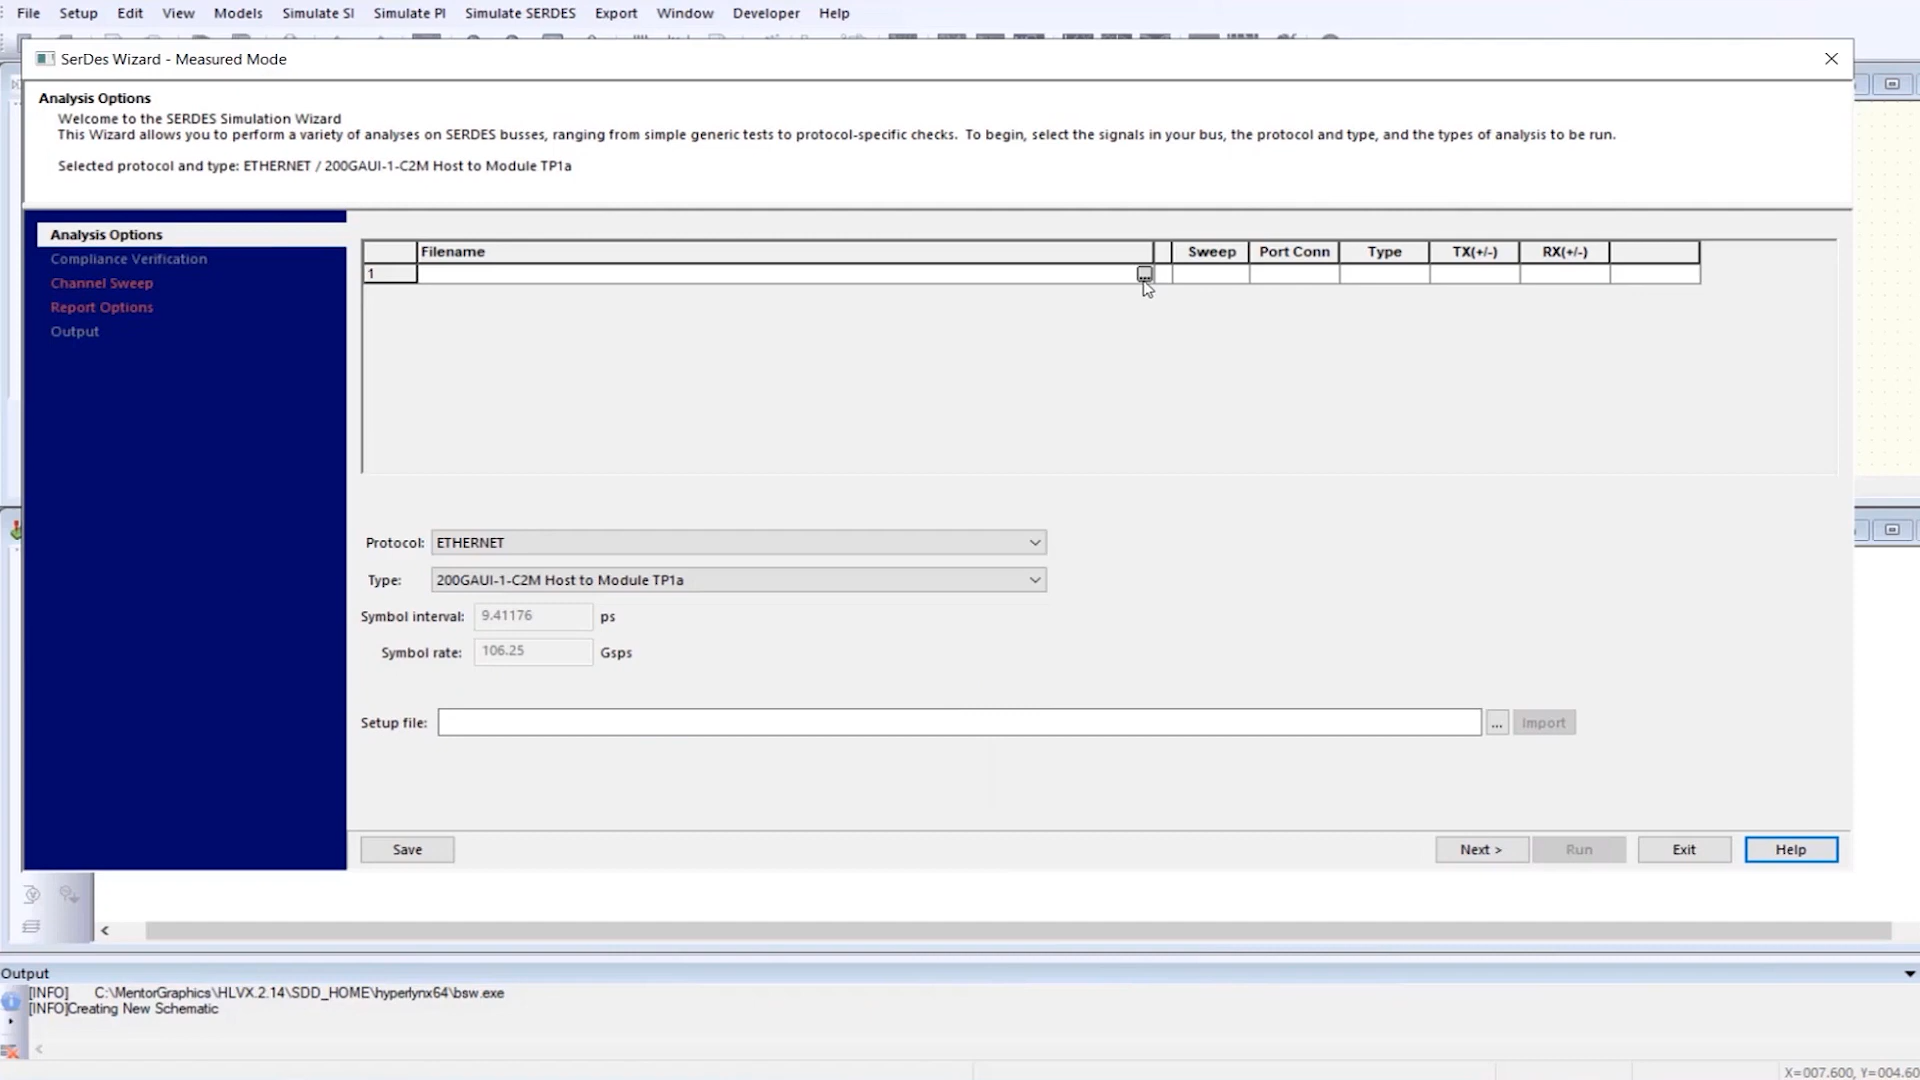 File Setup Edit View Models Simulate SI Simulate PI Simulate SERDES Export Window Developer Help
SerDes Wizard - Measured Mode
Analysis Options
Welcome to the SERDES Simulation Wizard
This Wizard allows you to perform a variety of analyses on SERDES busses, ranging from simple generic tests to protocol-specific checks. To begin, select the signals in your bus, the protocol and type, and the types of analysis to be run.
Selected protocol and type: ETHERNET / 200GAUI-1-C2M Host to Module TP1a
Analysis Options
Compliance Verification
Channel Sweep
Report Options
Output
Filename Sweep Port Conn Type TX(+/-) RX(+/-)
1 ...
Protocol: ETHERNET
Type: 200GAUI-1-C2M Host to Module TP1a
Symbol interval: 9.41176 ps
Symbol rate: 106.25 Gsps
Setup file: ... Import
Save Next > Run Exit Help
Output
[INFO] C:\MentorGraphics\HLVX.2.14\SDD_HOME\hyperlynx64\bsw.exe
[INFO]Creating New Schematic
X=007.600, Y=004.60